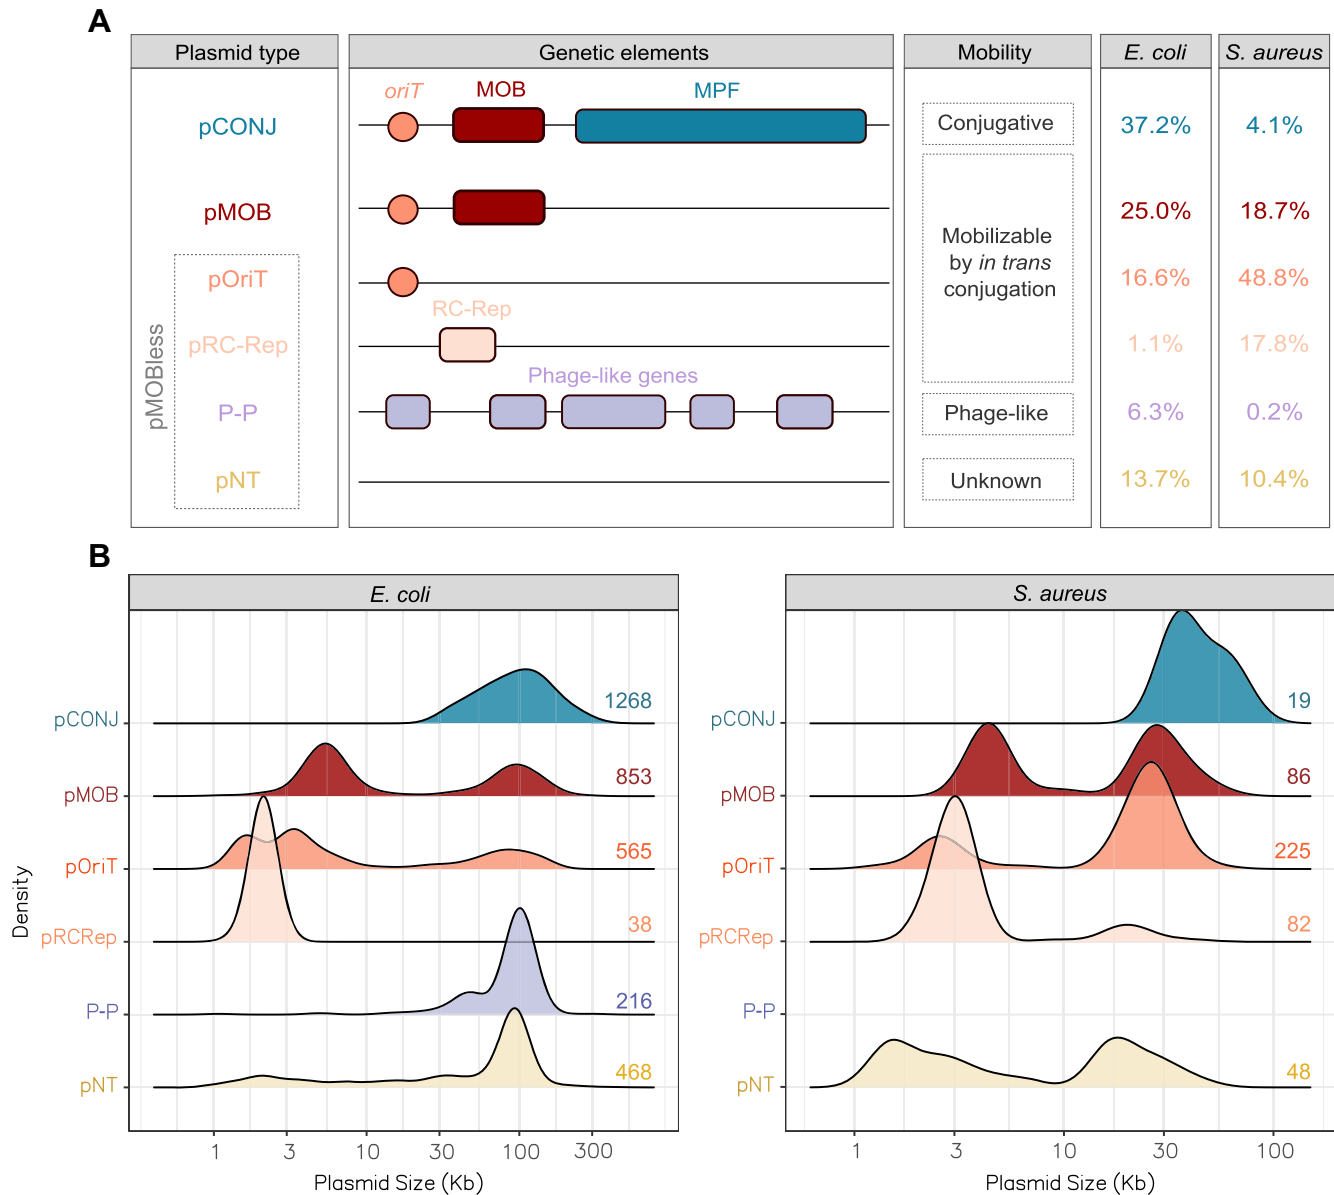 A
Plasmid type
Genetic elements
Mobility
E. coli
S. aureus
oriT
MOB
MPF
pCONJ
Conjugative
37.2%
4.1%
pMOB
25.0%
18.7%
Mobilizable
by in trans
conjugation
pOriT
16.6%
48.8%
RC-Rep
pRC-Rep
1.1%
17.8%
pMOBless
Phage-like genes
P-P
Phage-like
6.3%
0.2%
pNT
Unknown
13.7%
10.4%
B
E. coli
Density
pCONJ
1268
pMOB
853
pOriT
565
pRCRep
38
P-P
216
pNT
468
1 3 10 30 100 300
Plasmid Size (Kb)
S. aureus
pCONJ
19
pMOB
86
pOriT
225
pRCRep
82
P-P
pNT
48
1 3 10 30 100
Plasmid Size (Kb)